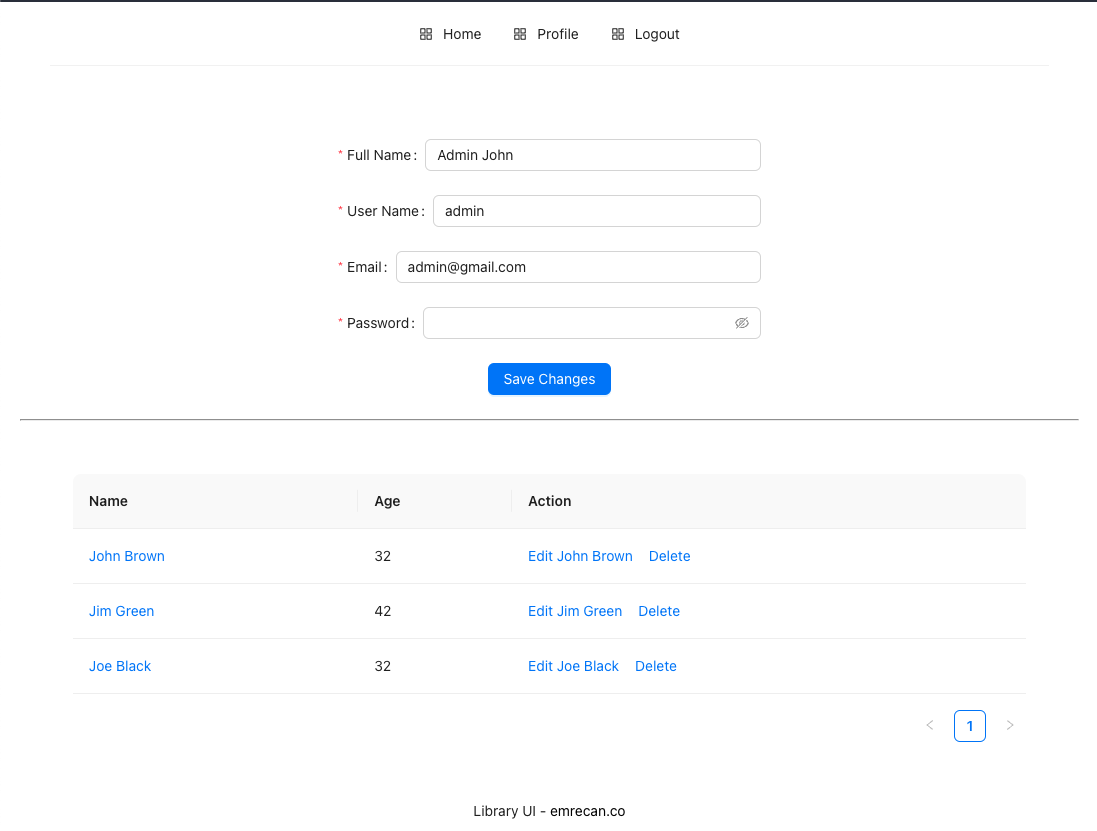 Home Profile Logout
* Full Name : Admin John
* User Name : admin
* Email : admin@gmail.com
* Password :
Save Changes
Name Age Action
John Brown 32 Edit John Brown Delete
Jim Green 42 Edit Jim Green Delete
Joe Black 32 Edit Joe Black Delete
< 1 >
Library UI - emrecan.co